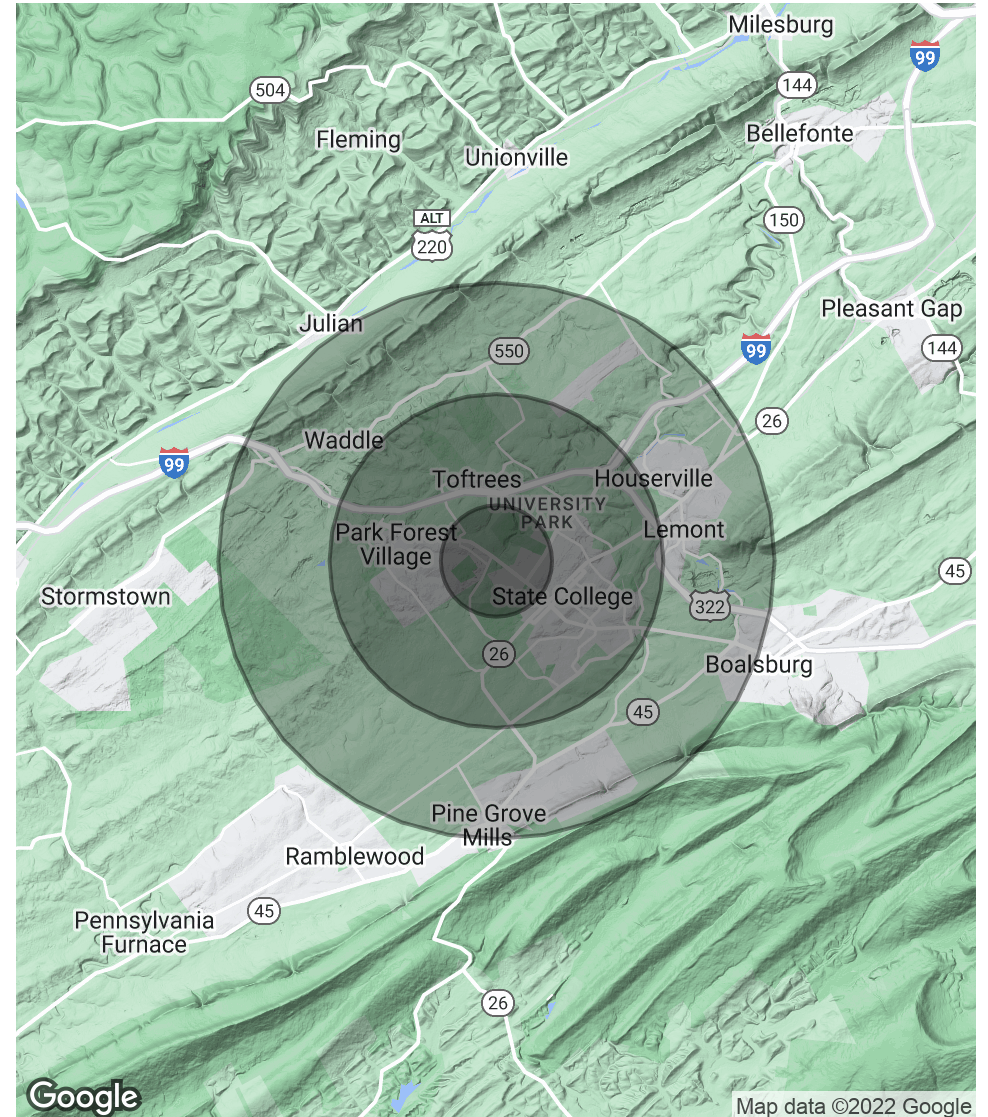 Milesburg
99
504
144
Fleming
Bellefonte
Unionville
ALT
220
150
Julian
Pleasant Gap
550
99
144
26
Waddle
99
Toftrees
Houserville
UNIVERSITY
PARK
Park Forest
Village
Lemont
45
Stormstown
State College
322
26
Boalsburg
45
Pine Grove
Mills
Ramblewood
45
Pennsylvania
Furnace
26
Google
Map data ©2022 Google